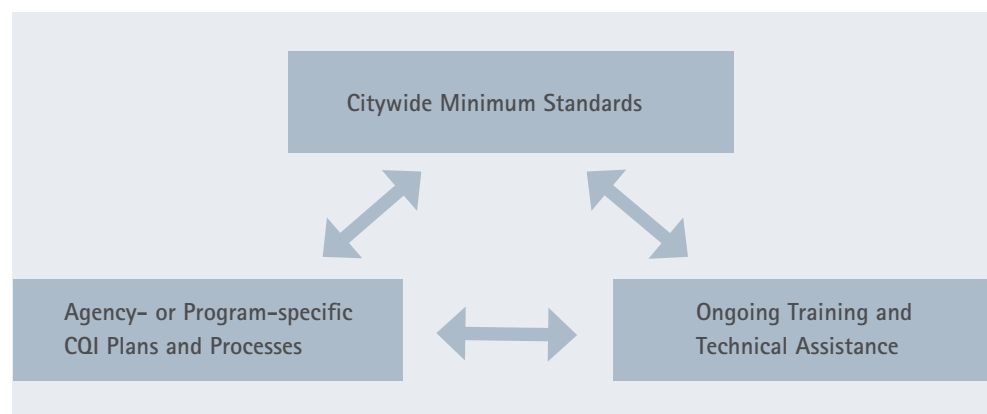 Citywide Minimum Standards
Agency- or Program-specific
CQI Plans and Processes
Ongoing Training and
Technical Assistance